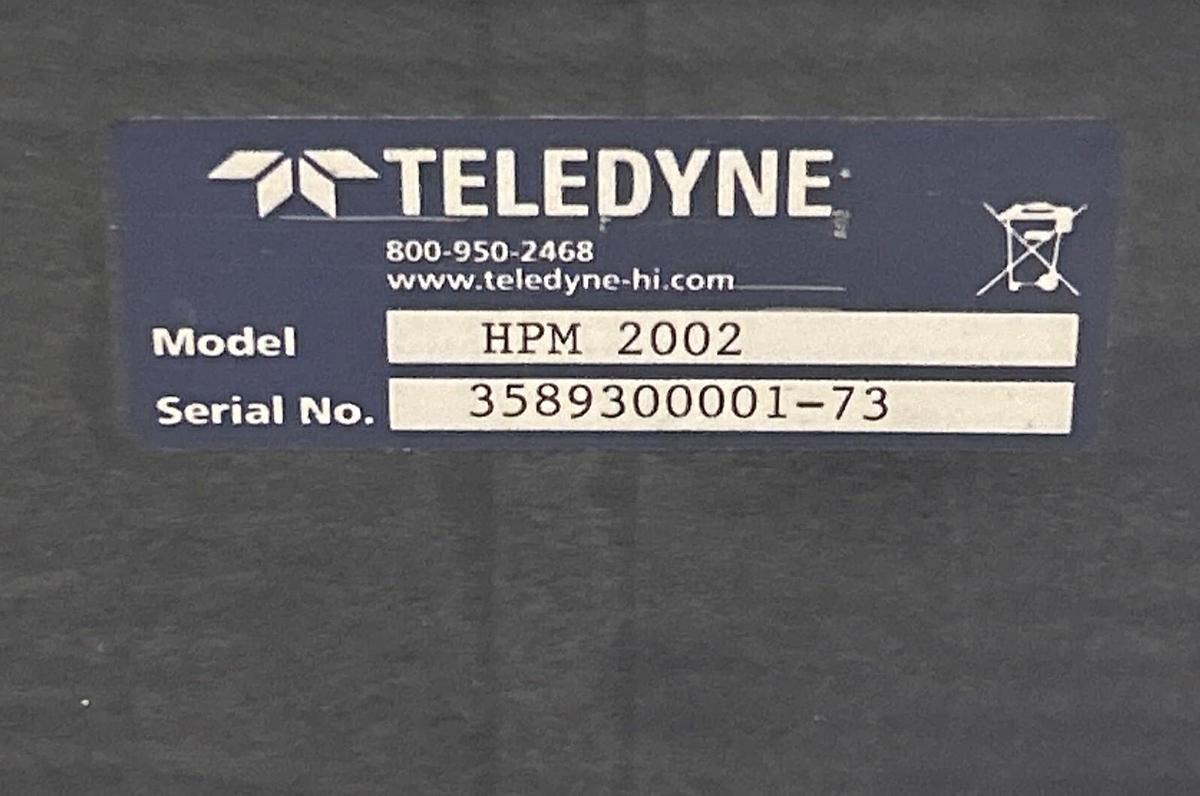 TELEDYNE
800-950-2468
www.teledyne-hi.com
Model HPM 2002
Serial No. 3589300001-73